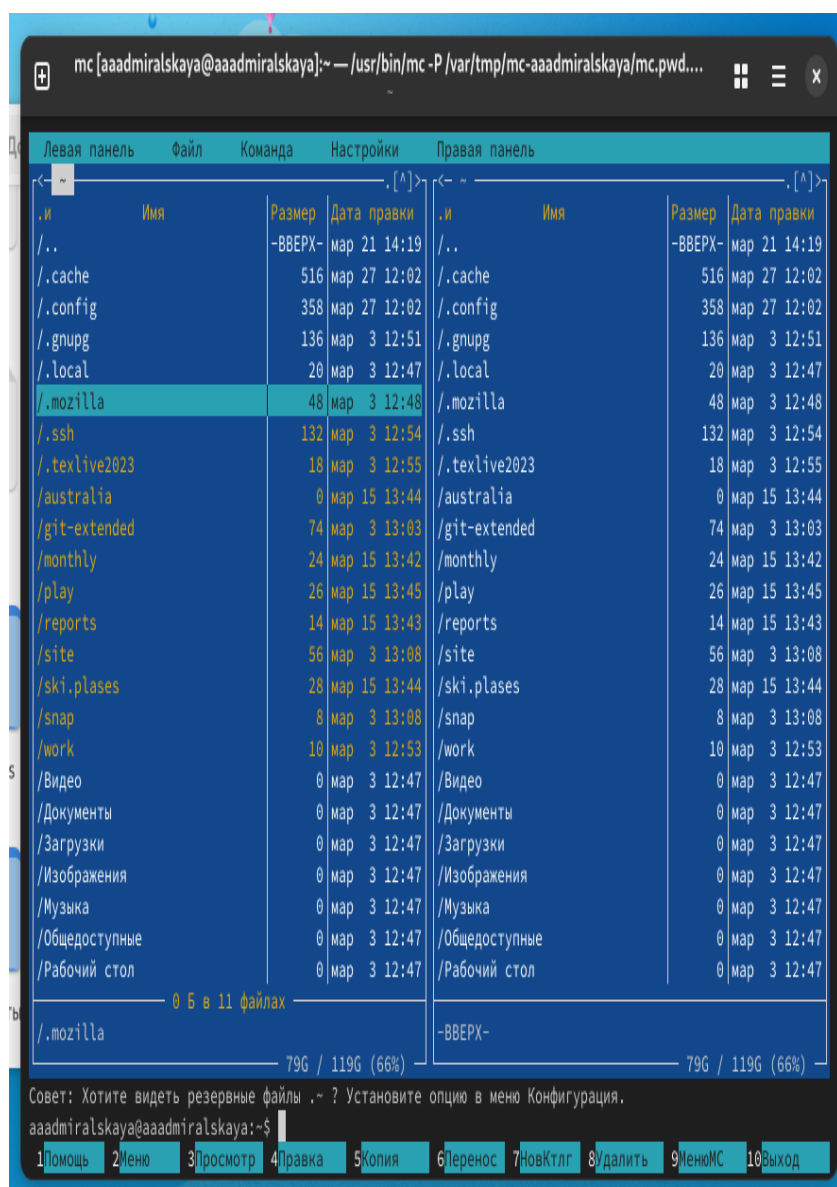 mc [aaadmiralskaya@aaadmiralskaya]:~ — /usr/bin/mc -P /var/tmp/mc-aaadmiralskaya/mc.pwd....
~
Левая панель Файл Команда Настройки Правая панель
<- ~ .[^]> <- ~ .[^]>
.и Имя Размер Дата правки .и Имя Размер Дата правки
/.. -ВВЕРХ- мар 21 14:19 /.. -ВВЕРХ- мар 21 14:19
/.cache 516 мар 27 12:02 /.cache 516 мар 27 12:02
/.config 358 мар 27 12:02 /.config 358 мар 27 12:02
/.gnupg 136 мар 3 12:51 /.gnupg 136 мар 3 12:51
/.local 20 мар 3 12:47 /.local 20 мар 3 12:47
/.mozilla 48 мар 3 12:48 /.mozilla 48 мар 3 12:48
/.ssh 132 мар 3 12:54 /.ssh 132 мар 3 12:54
/.texlive2023 18 мар 3 12:55 /.texlive2023 18 мар 3 12:55
/australia 0 мар 15 13:44 /australia 0 мар 15 13:44
/git-extended 74 мар 3 13:03 /git-extended 74 мар 3 13:03
/monthly 24 мар 15 13:42 /monthly 24 мар 15 13:42
/play 26 мар 15 13:45 /play 26 мар 15 13:45
/reports 14 мар 15 13:43 /reports 14 мар 15 13:43
/site 56 мар 3 13:08 /site 56 мар 3 13:08
/ski.plases 28 мар 15 13:44 /ski.plases 28 мар 15 13:44
/snap 8 мар 3 13:08 /snap 8 мар 3 13:08
/work 10 мар 3 12:53 /work 10 мар 3 12:53
/Видео 0 мар 3 12:47 /Видео 0 мар 3 12:47
/Документы 0 мар 3 12:47 /Документы 0 мар 3 12:47
/Загрузки 0 мар 3 12:47 /Загрузки 0 мар 3 12:47
/Изображения 0 мар 3 12:47 /Изображения 0 мар 3 12:47
/Музыка 0 мар 3 12:47 /Музыка 0 мар 3 12:47
/Общедоступные 0 мар 3 12:47 /Общедоступные 0 мар 3 12:47
/Рабочий стол 0 мар 3 12:47 /Рабочий стол 0 мар 3 12:47
0 Б в 11 файлах
/.mozilla -ВВЕРХ-
79G / 119G (66%) 79G / 119G (66%)
Совет: Хотите видеть резервные файлы .~ ? Установите опцию в меню Конфигурация.
aaadmiralskaya@aaadmiralskaya:~$
1Помощь 2Меню 3Просмотр 4Правка 5Копия 6Перенос 7НовКтлг 8Удалить 9МенюМС 10Выход